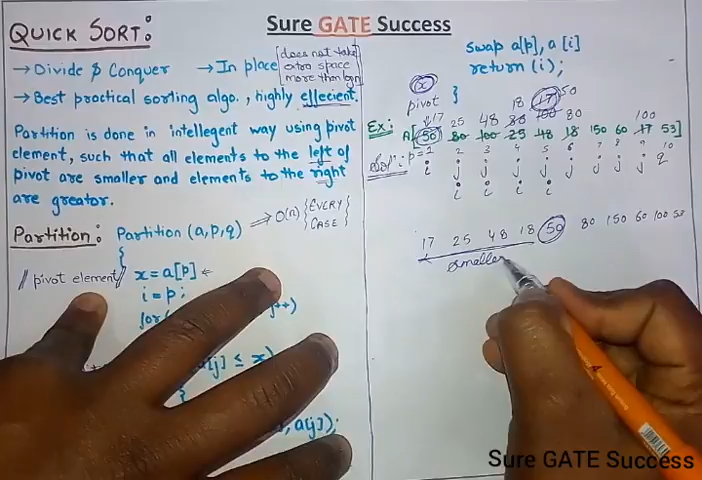 Sure GATE Success
QUICK SORT:
→ Divide & Conquer → In place [does not take
extra space
more than logn]
→ Best practical sorting algo., highly effecient.
Partition is done in intellegent way using pivot
element, such that all elements to the left of
pivot are smaller and elements to the right
are greator.
Partition: Partition (a,p,q) ⟹ O(n) {EVERY
CASE}
{
// pivot element // x = a[p] ←
i = p;
for( j++)
[j] ≤ x)
}
, a(j);
swap a[p], a[i]
return (i);
}
x
pivot
18 17 50
17 25 48 80 100 80 100
Ex: A[50 80 100 25 48 18 150 60 17 53]
Sol: p=1 2 3 4 5 6 7 8 9 10
i j j j j j j j j q
i i i i
17 25 48 18 50 80 150 60 100 53
smaller
Sure GATE Success